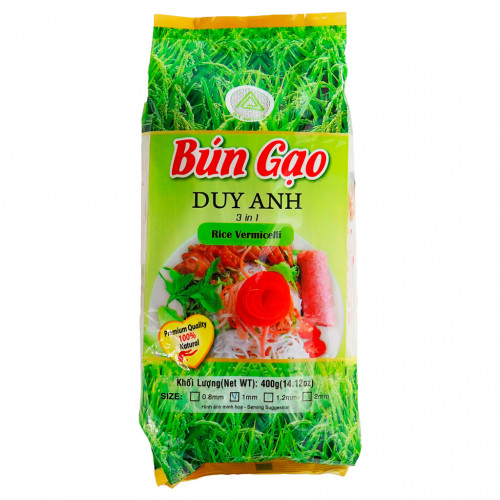 Bún Gạo
DUY ANH
3 in 1
Rice Vermicelli
Premium Quality
100%
Natural
Khối Lượng(Net WT): 400g(14.12oz)
SIZE: 0.8mm 1mm 1.2mm 2mm
Hình ảnh minh họa - Serving Suggestion